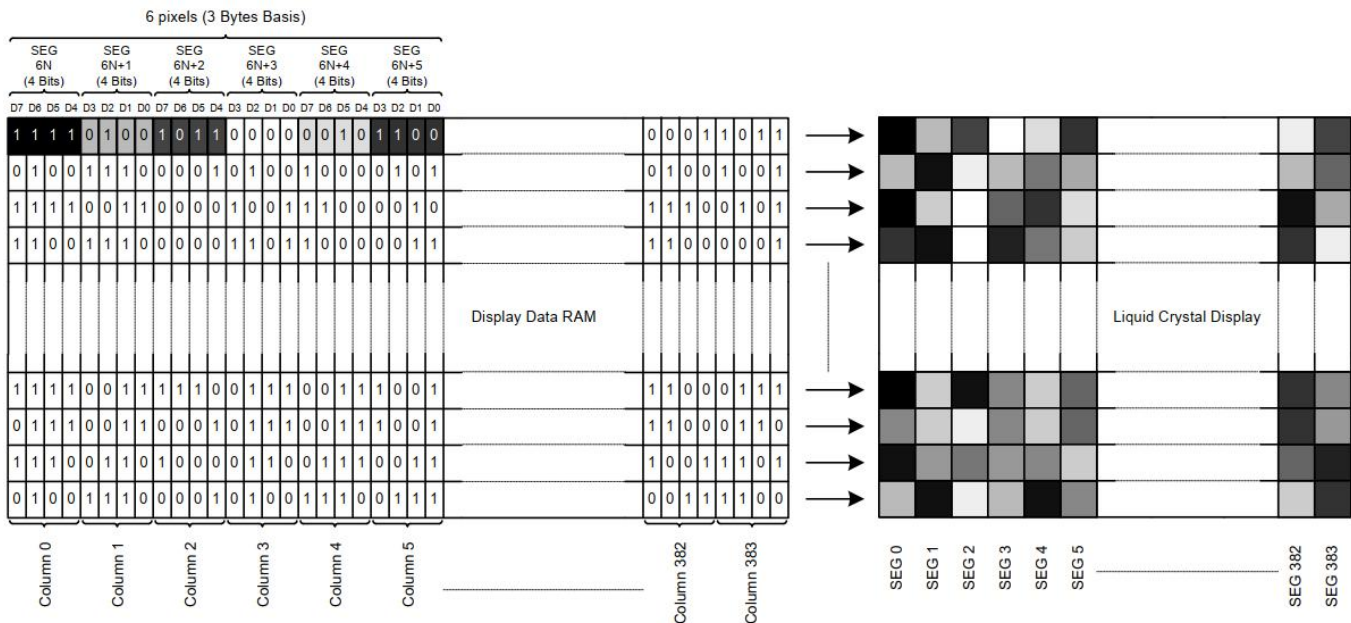 6 pixels (3 Bytes Basis)
SEG 6N (4 Bits)
SEG 6N+1 (4 Bits)
SEG 6N+2 (4 Bits)
SEG 6N+3 (4 Bits)
SEG 6N+4 (4 Bits)
SEG 6N+5 (4 Bits)
D7 D6 D5 D4 D3 D2 D1 D0 D7 D6 D5 D4 D3 D2 D1 D0 D7 D6 D5 D4 D3 D2 D1 D0
1 1 1 1 0 1 0 0 1 0 1 1 0 0 0 0 0 0 1 0 1 1 0 0 0 0 0 1 1 0 1 1
0 1 0 0 1 1 1 0 0 0 0 1 0 1 0 0 1 0 0 0 0 1 0 1 0 1 0 0 1 0 0 1
1 1 1 1 0 0 1 1 0 0 0 0 1 0 0 1 1 1 0 0 0 0 1 0 1 1 1 0 0 1 0 1
1 1 0 0 1 1 1 0 0 0 0 0 1 1 0 1 1 0 0 0 0 0 1 1 1 1 0 0 0 0 0 1
Display Data RAM
Liquid Crystal Display
1 1 1 1 0 0 1 1 1 1 1 0 0 1 1 1 0 0 1 1 1 0 0 1 1 1 0 0 0 1 1 1
0 1 1 1 0 0 1 1 0 0 0 1 0 1 1 1 0 0 1 1 1 0 0 1 1 1 0 0 0 1 1 0
1 1 1 0 0 1 1 0 1 0 0 0 0 1 1 0 0 1 1 1 0 0 1 1 1 0 0 1 1 1 0 1
0 1 0 0 1 1 1 0 0 0 0 1 0 1 0 0 1 1 1 0 0 1 1 1 0 0 1 1 1 1 0 0
Column 0
Column 1
Column 2
Column 3
Column 4
Column 5
Column 382
Column 383
SEG 0
SEG 1
SEG 2
SEG 3
SEG 4
SEG 5
SEG 382
SEG 383